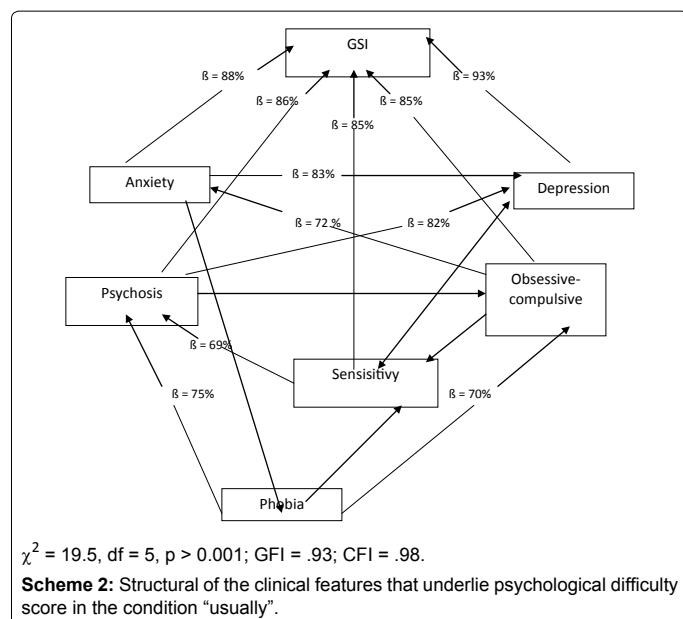 GSI
ß = 88%
ß = 93%
ß = 86%
ß = 85%
ß = 85%
Anxiety
ß = 83%
Depression
ß = 72 %
ß = 82%
Psychosis
Obsessive-
compulsive
ß = 69%
Sensisitivy
ß = 75%
ß = 70%
Phobia
χ² = 19.5, df = 5, p > 0.001; GFI = .93; CFI = .98.
Scheme 2: Structural of the clinical features that underlie psychological difficulty
score in the condition “usually”.